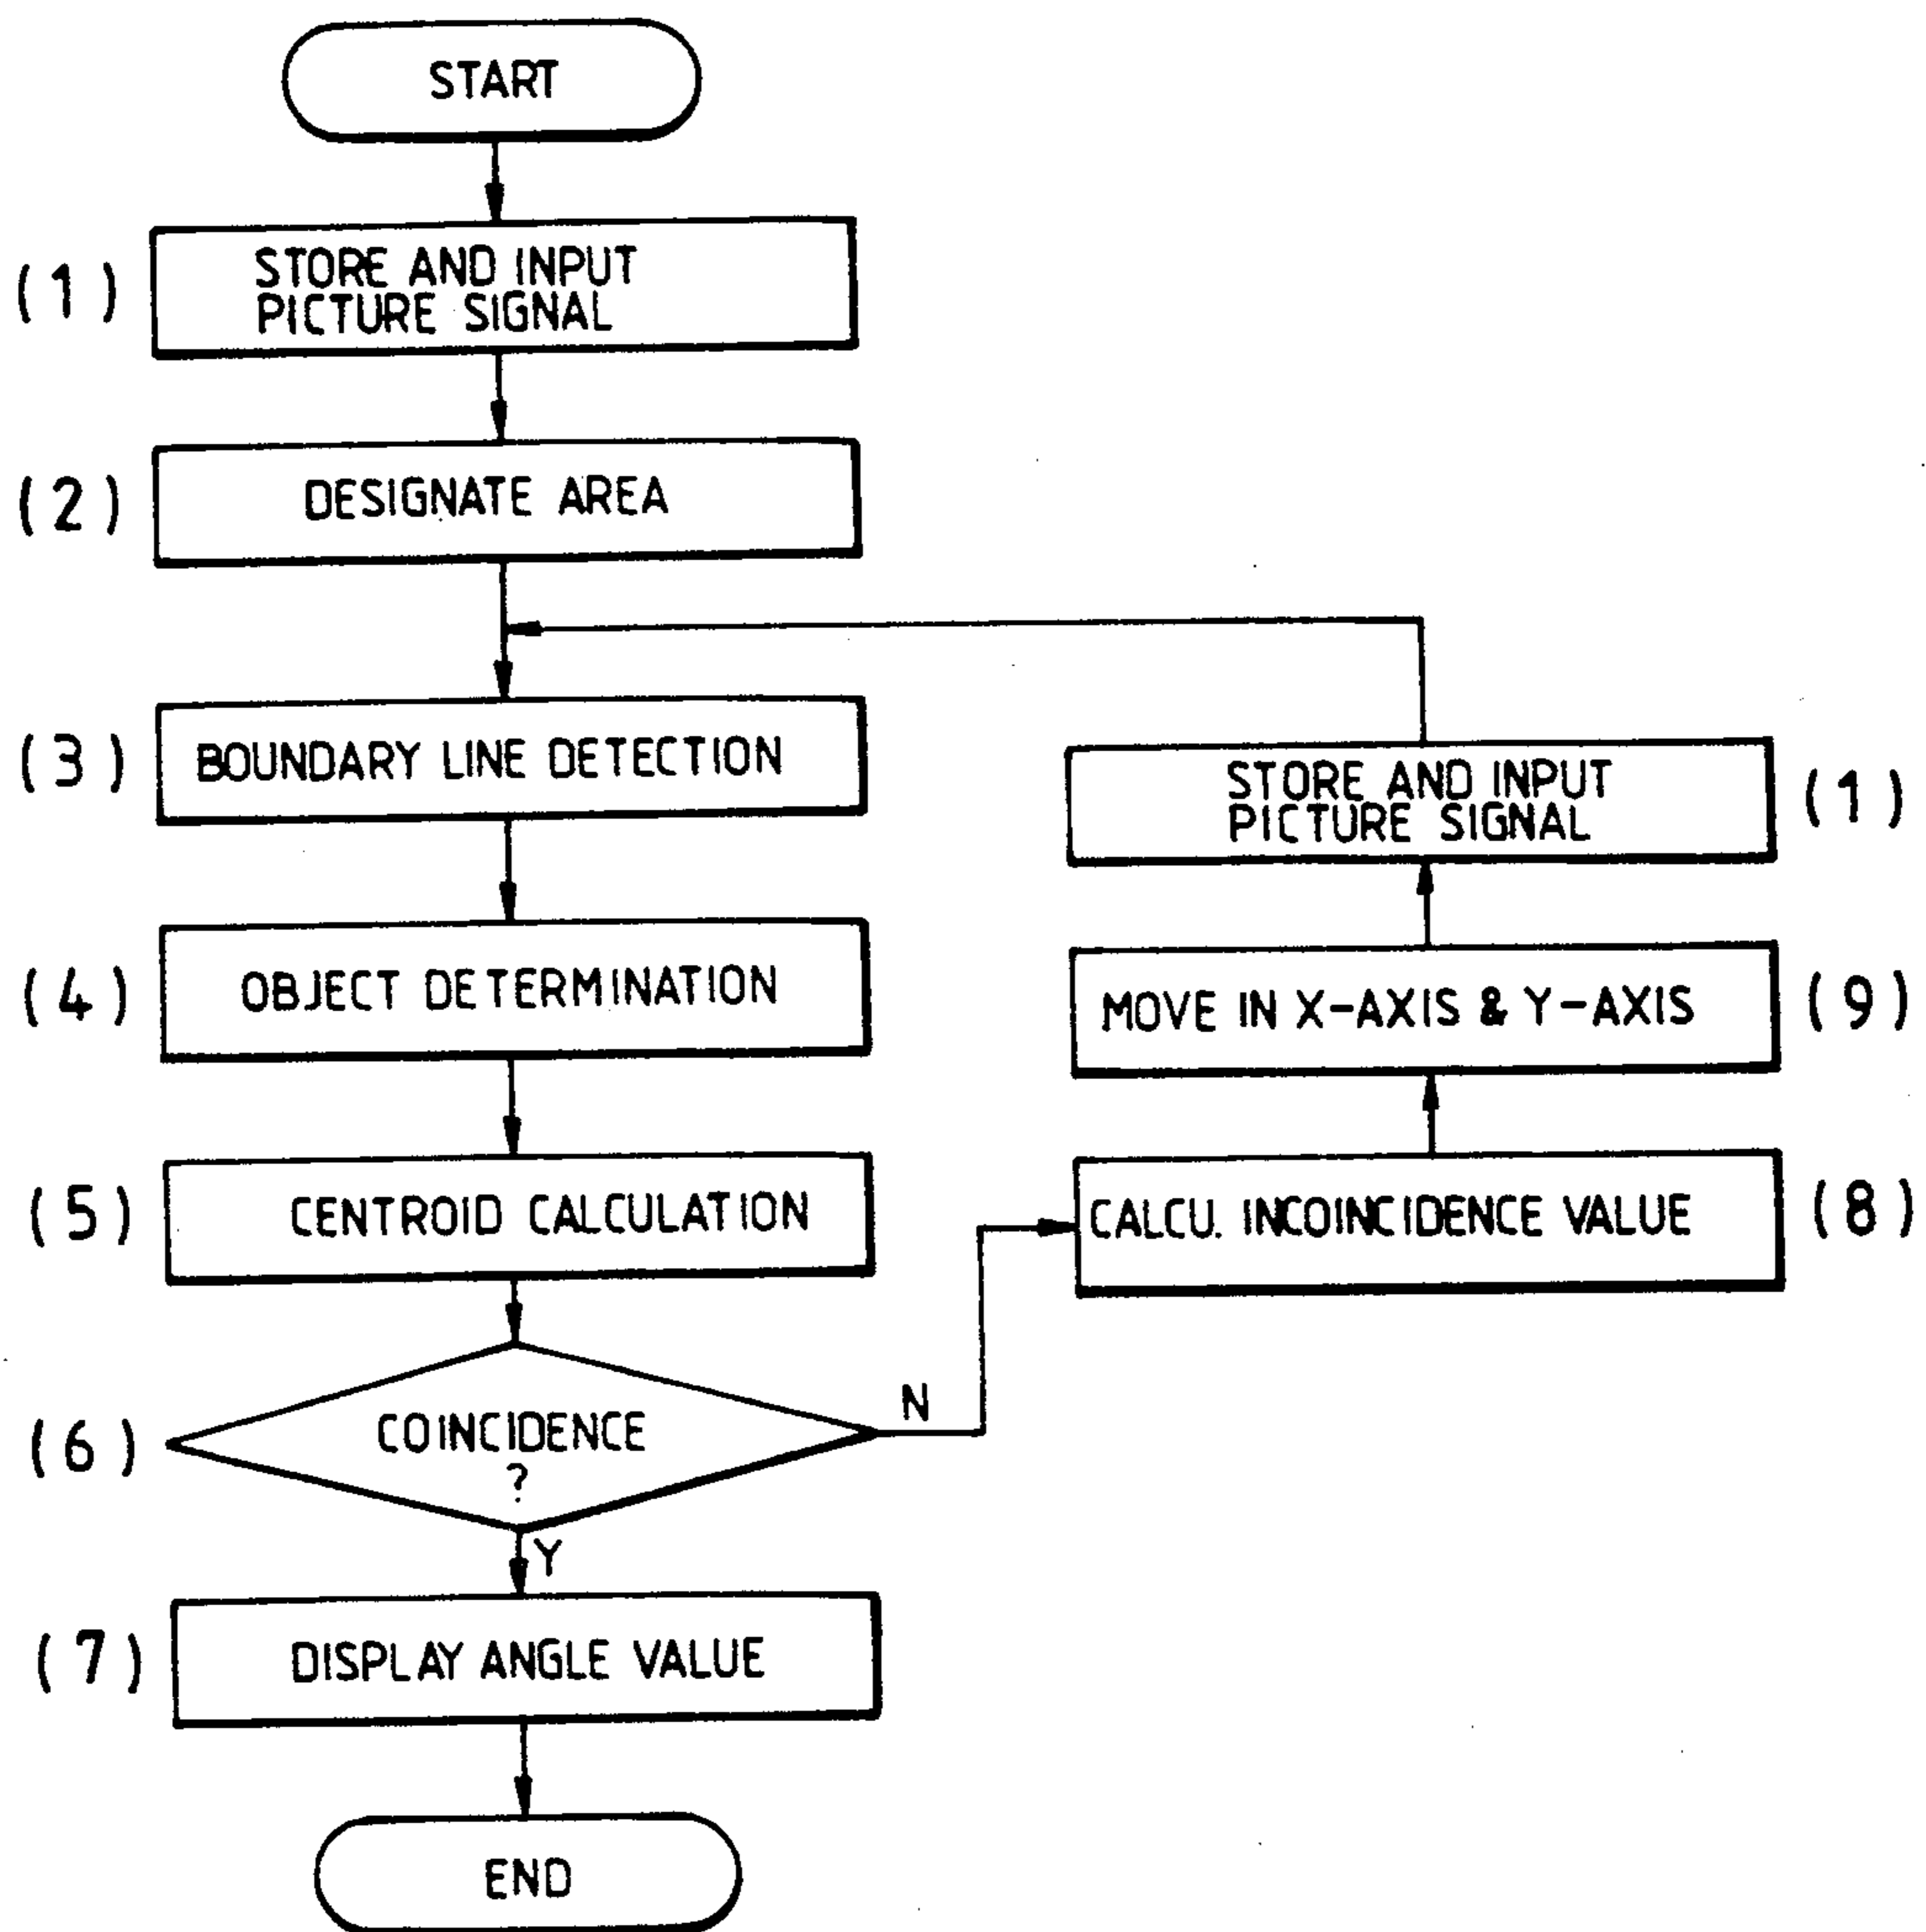 START
(1)
STORE AND INPUT
PICTURE SIGNAL
(2)
DESIGNATE AREA
(3)
BOUNDARY LINE DETECTION
(4)
OBJECT DETERMINATION
(5)
CENTROID CALCULATION
(6)
COINCIDENCE
?
N
Y
(7)
DISPLAY ANGLE VALUE
END
STORE AND INPUT
PICTURE SIGNAL
(1)
MOVE IN X-AXIS & Y-AXIS
(9)
CALCU. INCOINCIDENCE VALUE
(8)